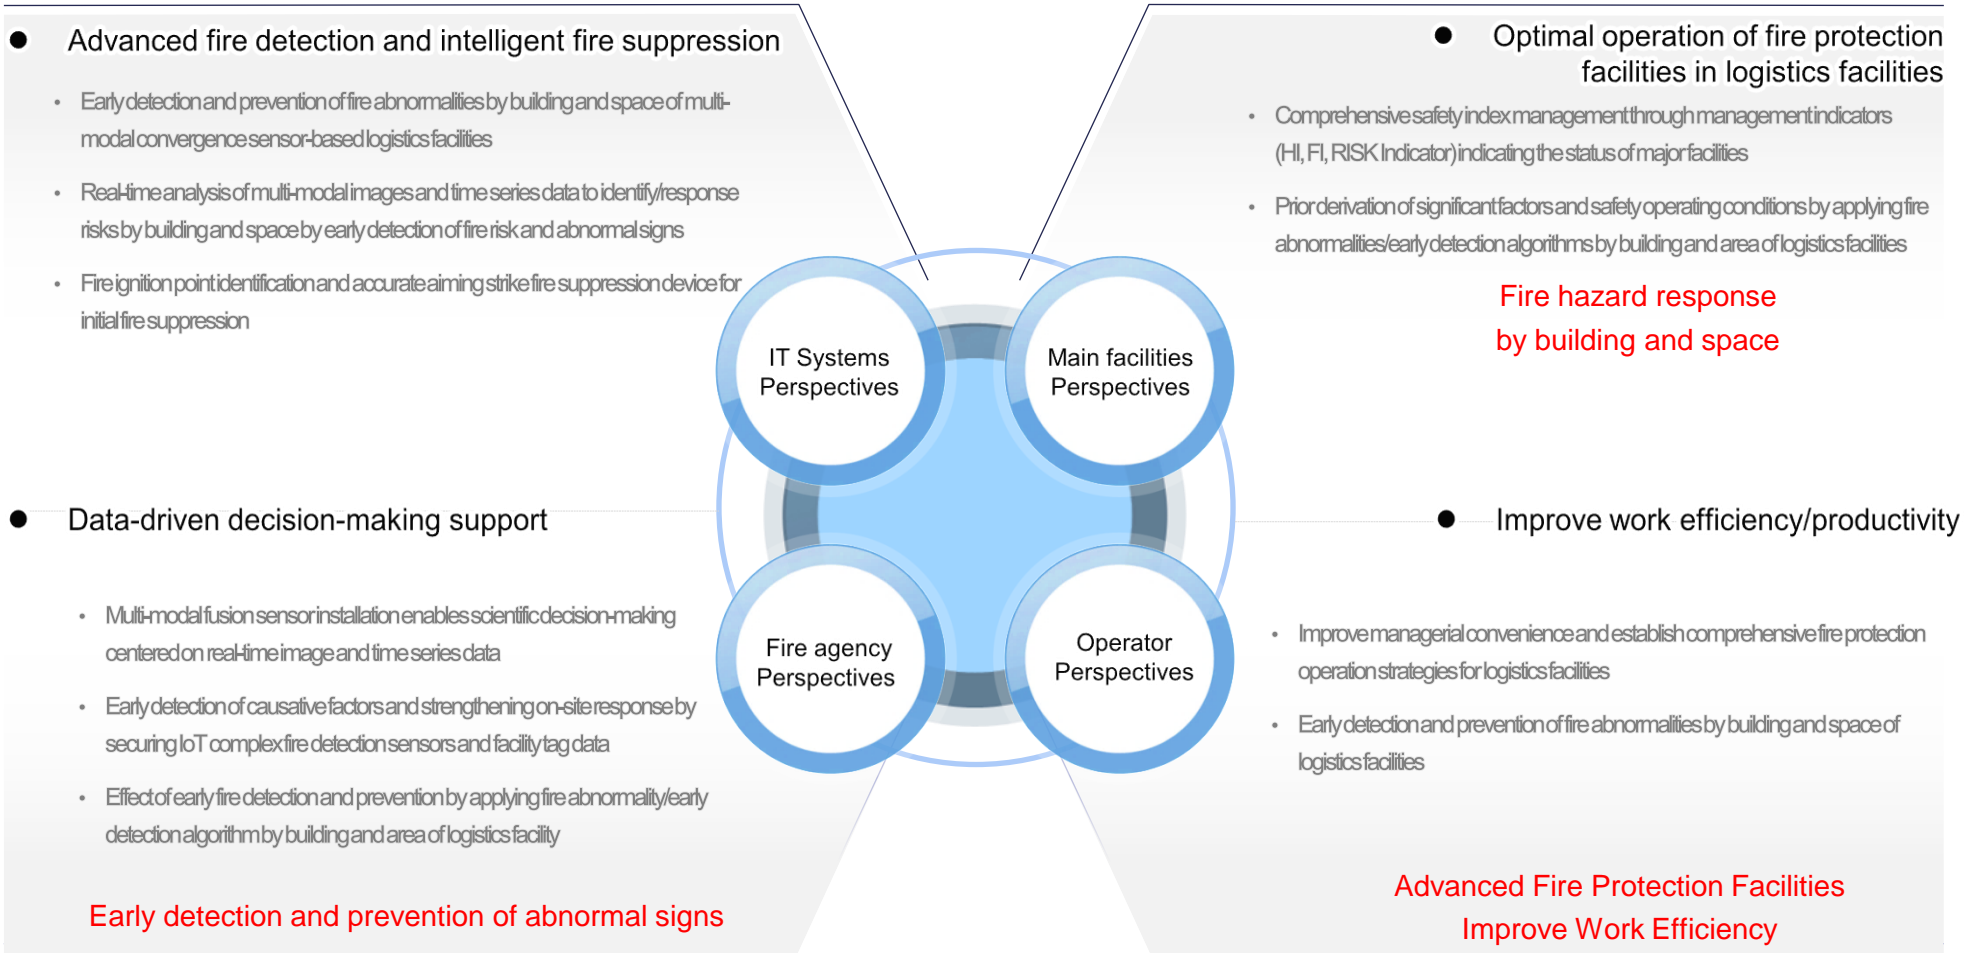 ● Advanced fire detection and intelligent fire suppression
• Early detection and prevention of fire abnormalities by building and space of multi-
modal convergence sensor-based logistics facilities
• Real-time analysis of multi-modal images and time series data to identify/response
risks by building and space by early detection of fire risk and abnormal signs
• Fire ignition point identification and accurate aiming strike fire suppression device for
initial fire suppression
● Optimal operation of fire protection
facilities in logistics facilities
• Comprehensive safety index management through management indicators
(HI, FI, RISK Indicator) indicating the status of major facilities
• Prior derivation of significant factors and safety operating conditions by applying fire
abnormalities/early detection algorithms by building and area of logistics facilities
Fire hazard response
by building and space
IT Systems
Perspectives
Main facilities
Perspectives
● Data-driven decision-making support
• Multi-modal fusion sensor installation enables scientific decision-making
centered on real-time image and time series data
• Early detection of causative factors and strengthening on-site response by
securing IoT complex fire detection sensors and facility tag data
• Effect of early fire detection and prevention by applying fire abnormality/early
detection algorithm by building and area of logistics facility
Early detection and prevention of abnormal signs
Fire agency
Perspectives
Operator
Perspectives
● Improve work efficiency/productivity
• Improve managerial convenience and establish comprehensive fire protection
operation strategies for logistics facilities
• Early detection and prevention of fire abnormalities by building and space of
logistics facilities
Advanced Fire Protection Facilities
Improve Work Efficiency